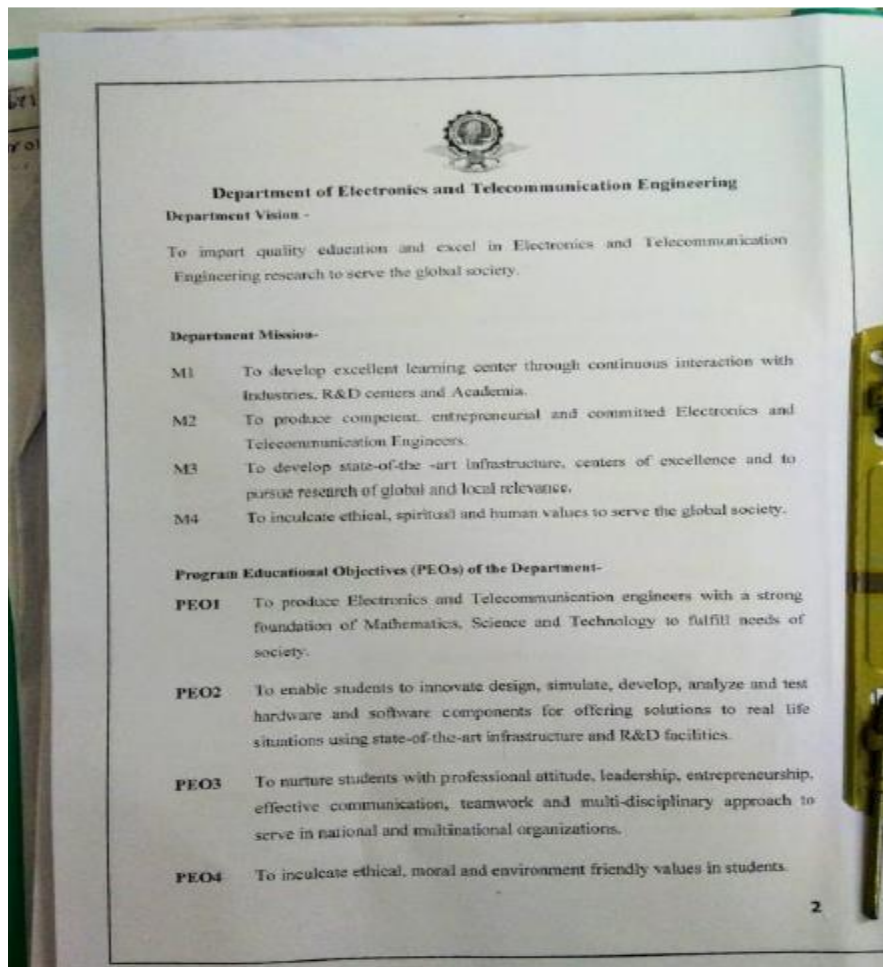 Department of Electronics and Telecommunication Engineering
Department Vision -
To impart quality education and excel in Electronics and Telecommunication
Engineering research to serve the global society.
Department Mission-
M1 To develop excellent learning center through continuous interaction with
Industries, R&D centers and Academia.
M2 To produce competent, entrepreneurial and committed Electronics and
Telecommunication Engineers.
M3 To develop state-of-the -art infrastructure, centers of excellence and to
pursue research of global and local relevance.
M4 To inculcate ethical, spiritual and human values to serve the global society.
Program Educational Objectives (PEOs) of the Department-
PEO1 To produce Electronics and Telecommunication engineers with a strong
foundation of Mathematics, Science and Technology to fulfill needs of
society.
PEO2 To enable students to innovate design, simulate, develop, analyze and test
hardware and software components for offering solutions to real life
situations using state-of-the-art infrastructure and R&D facilities.
PEO3 To nurture students with professional attitude, leadership, entrepreneurship,
effective communication, teamwork and multi-disciplinary approach to
serve in national and multinational organizations.
PEO4 To inculcate ethical, moral and environment friendly values in students.
2